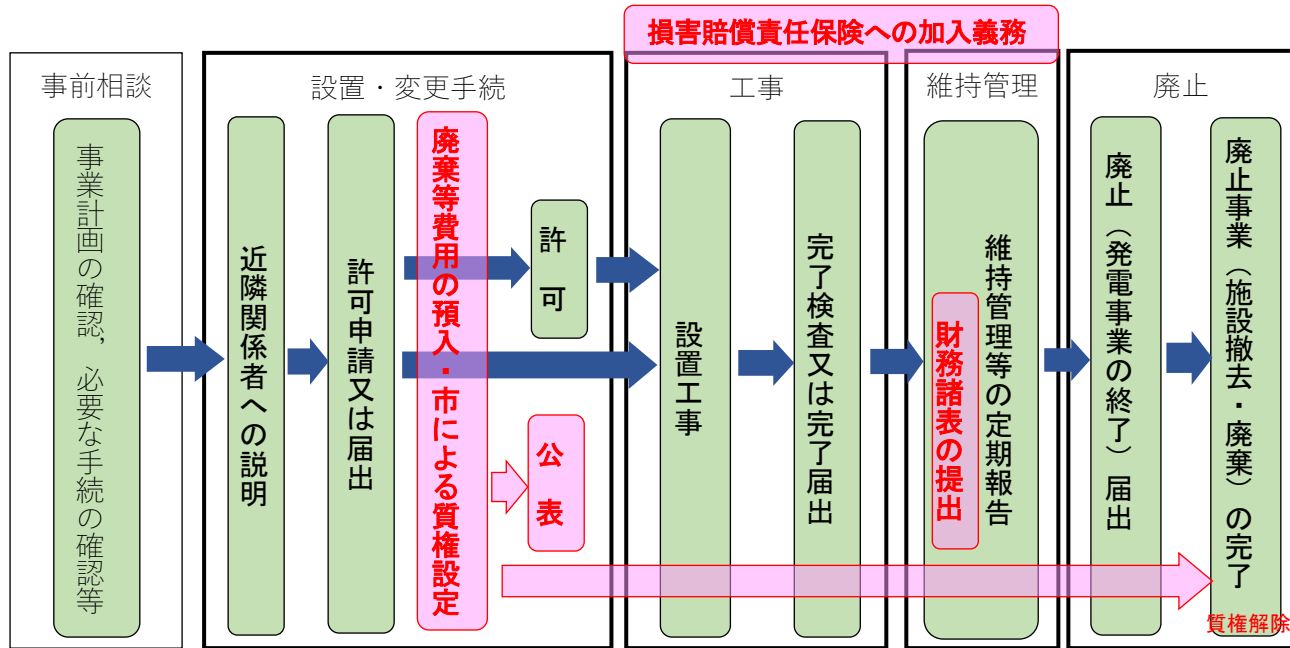 損害賠償責任保険への加入義務
事前相談
事業計画の確認，必要な手続の確認等
設置・変更手続
近隣関係者への説明
許可申請又は届出
廃棄等費用の預入・市による質権設定
許可
公表
工事
設置工事
完了検査又は完了届出
維持管理
維持管理等の定期報告
財務諸表の提出
廃止
廃止（発電事業の終了）届出
廃止事業（施設撤去・廃棄）の完了
質権解除